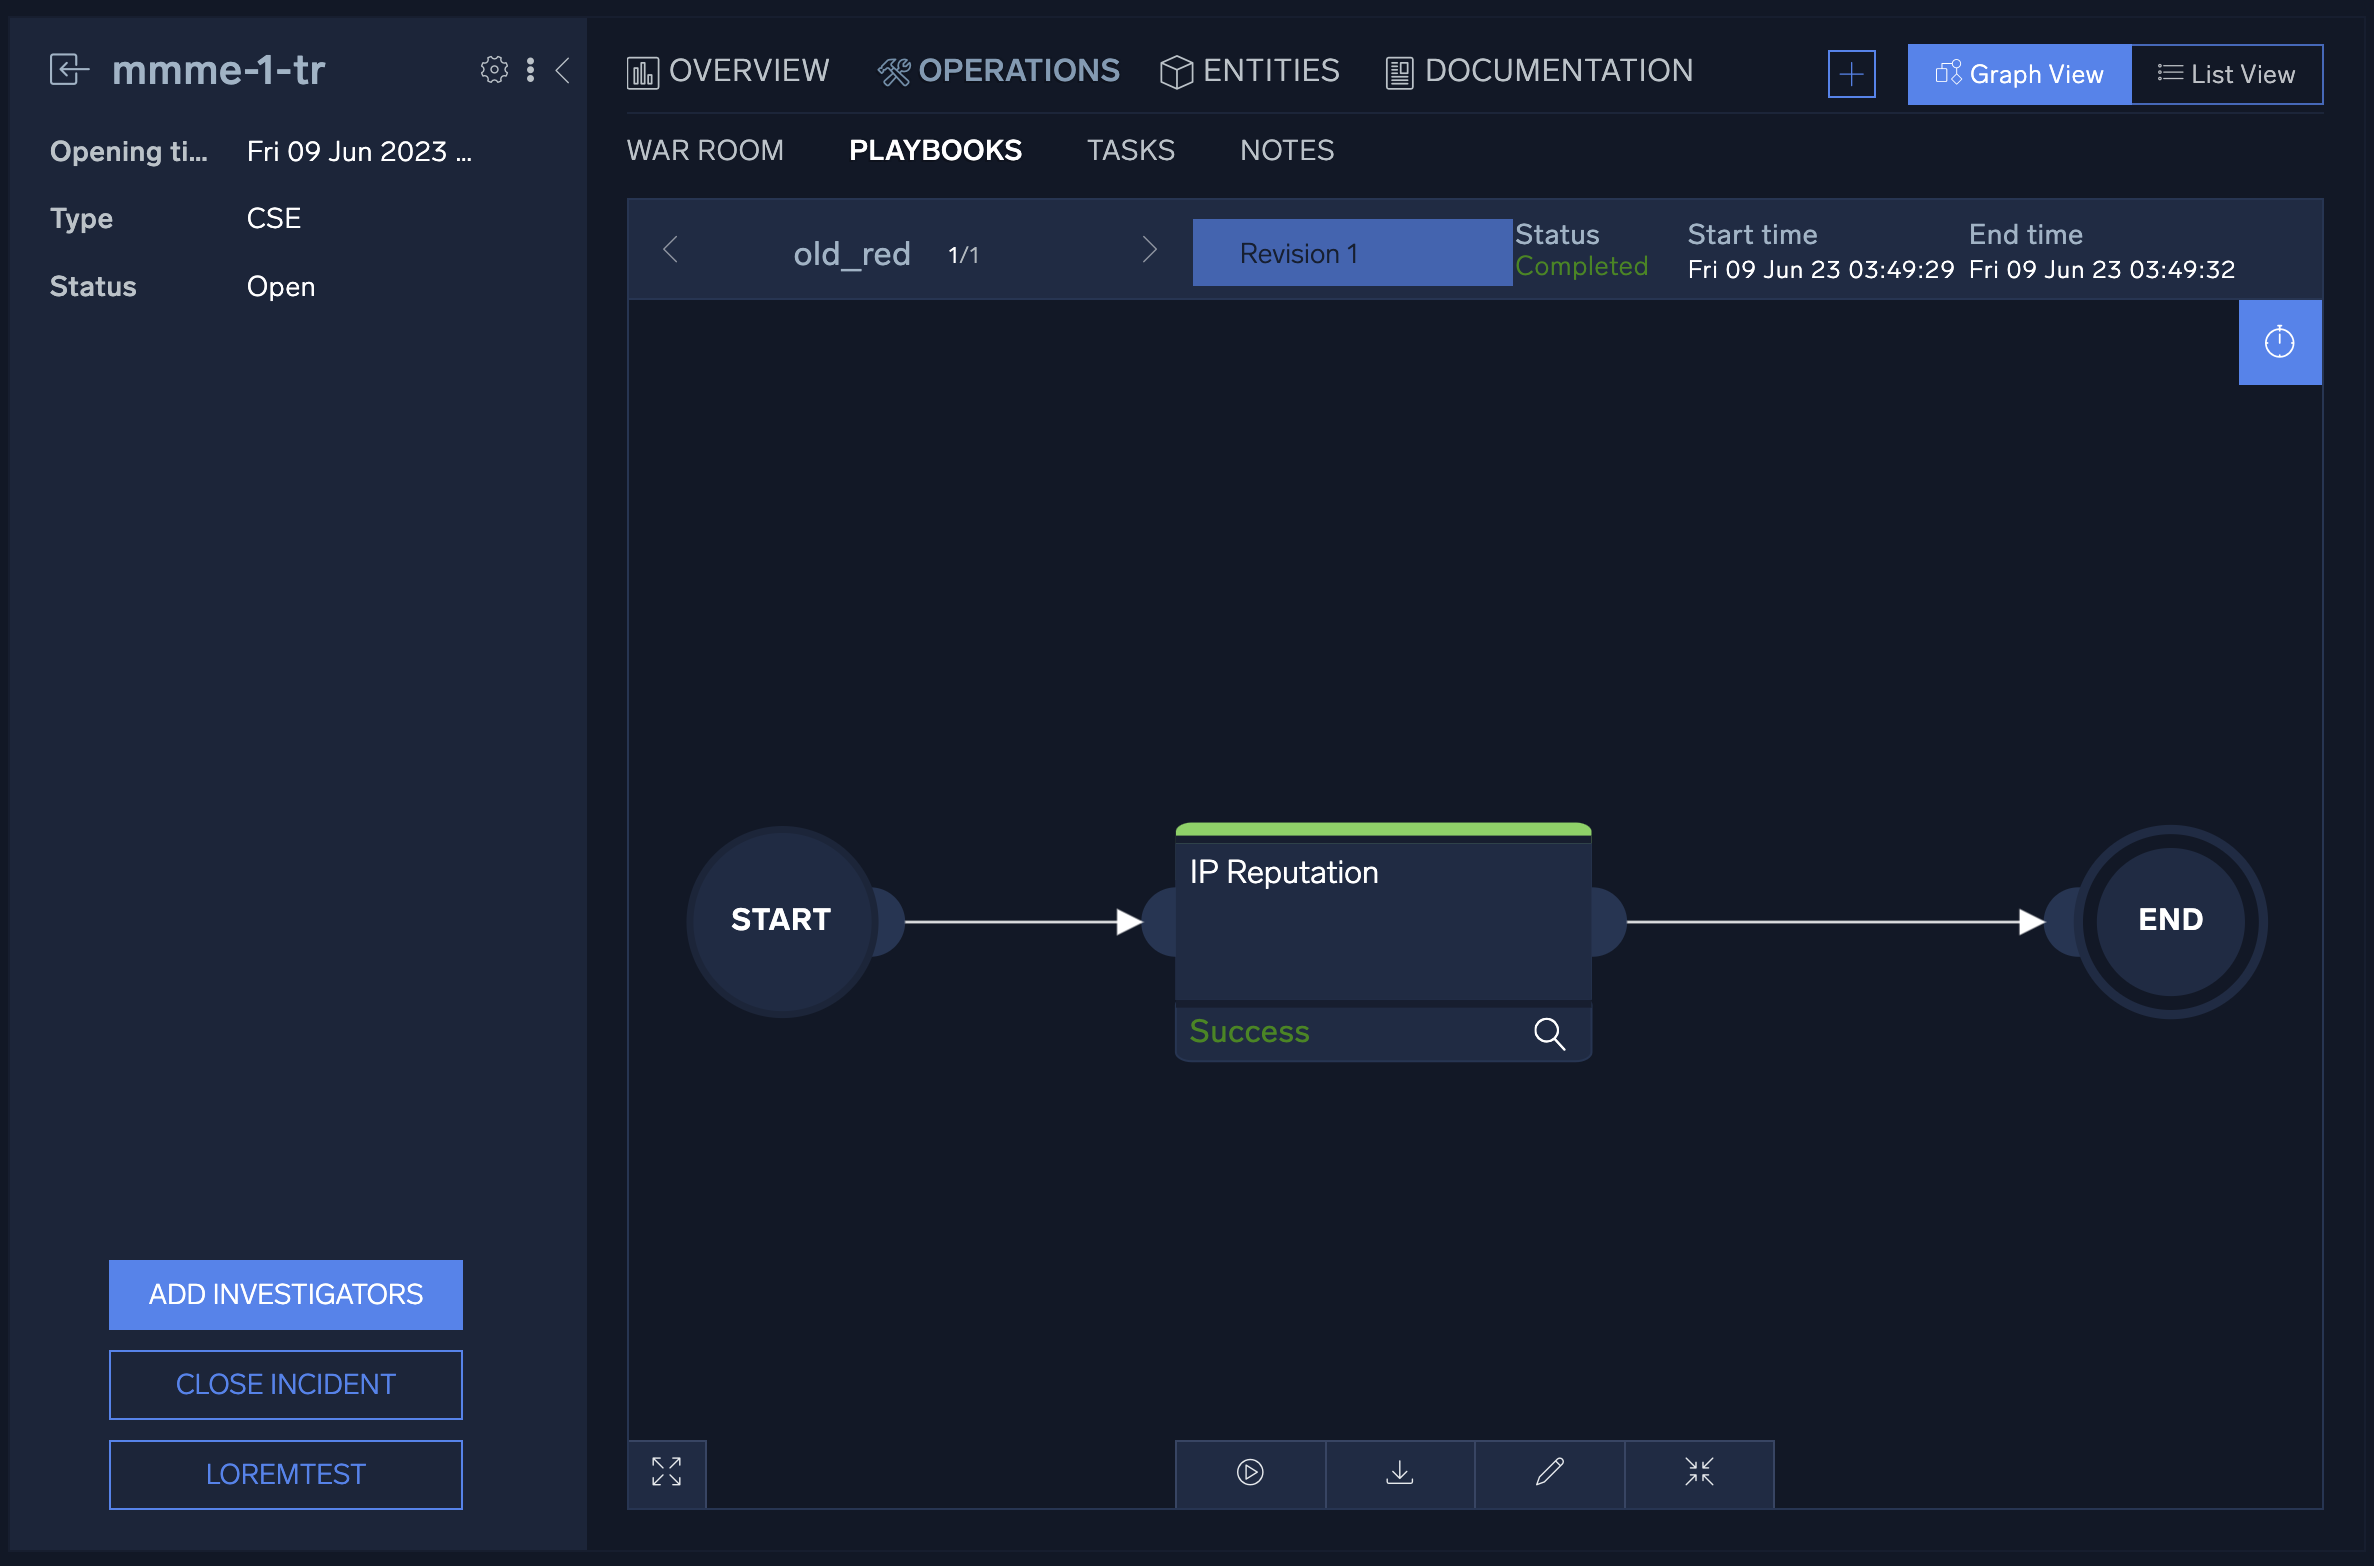 mmme-1-tr
Opening ti... Fri 09 Jun 2023 ...
Type CSE
Status Open
ADD INVESTIGATORS
CLOSE INCIDENT
LOREMTEST
OVERVIEW OPERATIONS ENTITIES DOCUMENTATION
Graph View List View
WAR ROOM PLAYBOOKS TASKS NOTES
old_red 1/1
Revision 1
Status
Completed
Start time
Fri 09 Jun 23 03:49:29
End time
Fri 09 Jun 23 03:49:32
START
IP Reputation
Success
END